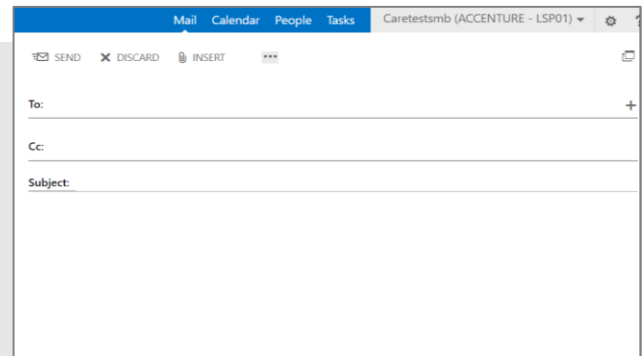 Mail Calendar People Tasks Caretestsmb (ACCENTURE - LSP01)
SEND DISCARD INSERT •••
To:
Cc:
Subject: